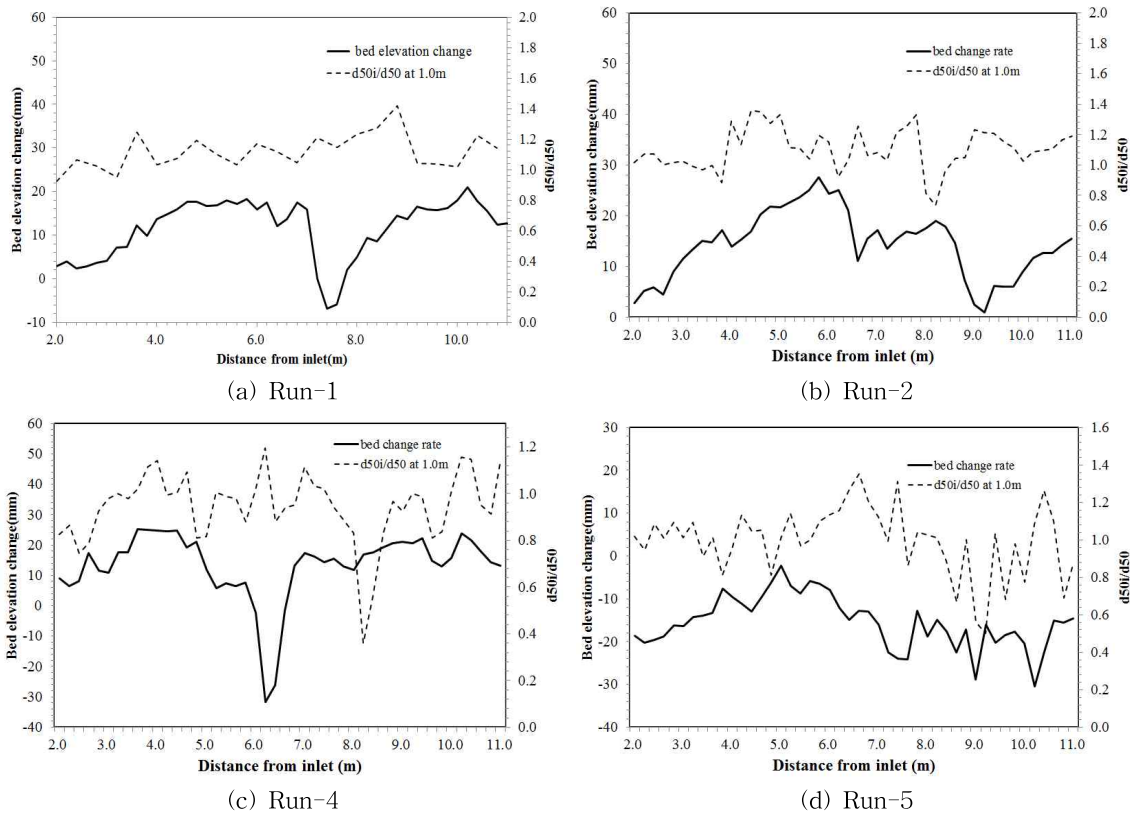 60
50
40
30
20
10
0
-10
Bed elevation change(mm)
2.0
1.8
1.6
1.4
1.2
1.0
0.8
0.6
0.4
0.2
0.0
d50i/d50
bed elevation change
d50i/d50 at 1.0m
2.0 4.0 6.0 8.0 10.0
Distance from inlet(m)
(a) Run-1
60
50
40
30
20
10
0
Bed elevation change(mm)
2.0
1.8
1.6
1.4
1.2
1.0
0.8
0.6
0.4
0.2
0.0
d50i/d50
bed change rate
d50i/d50 at 1.0m
2.0 3.0 4.0 5.0 6.0 7.0 8.0 9.0 10.0 11.0
Distance from inlet (m)
(b) Run-2
60
50
40
30
20
10
0
-10
-20
-30
-40
Bed elevation change(mm)
1.2
1.0
0.8
0.6
0.4
0.2
0.0
d50i/d50
bed change rate
d50i/d50 at 1.0m
2.0 3.0 4.0 5.0 6.0 7.0 8.0 9.0 10.0 11.0
Distance from inlet (m)
(c) Run-4
30
20
10
0
-10
-20
-30
-40
Bed elevation change(mm)
1.6
1.4
1.2
1.0
0.8
0.6
0.4
0.2
0.0
d50i/d50
bed change rate
d50i/d50 at 1.0m
2.0 3.0 4.0 5.0 6.0 7.0 8.0 9.0 10.0 11.0
Distance from inlet (m)
(d) Run-5